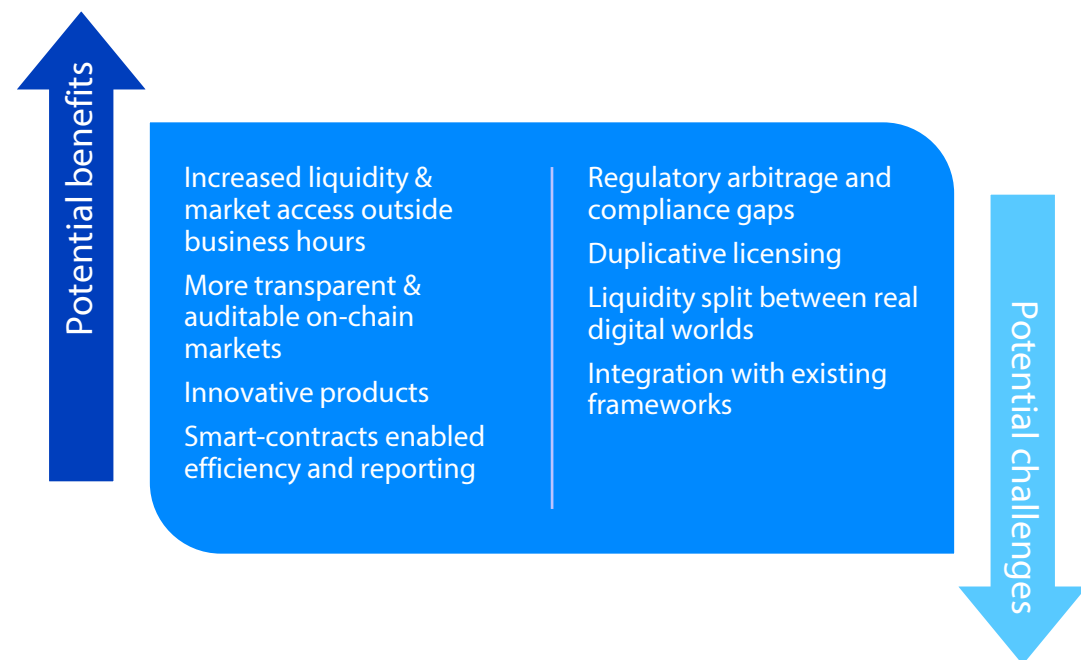 Potential benefits
Increased liquidity &
market access outside
business hours
More transparent &
auditable on-chain
markets
Innovative products
Smart-contracts enabled
efficiency and reporting
Regulatory arbitrage and
compliance gaps
Duplicative licensing
Liquidity split between real
digital worlds
Integration with existing
frameworks
Potential challenges